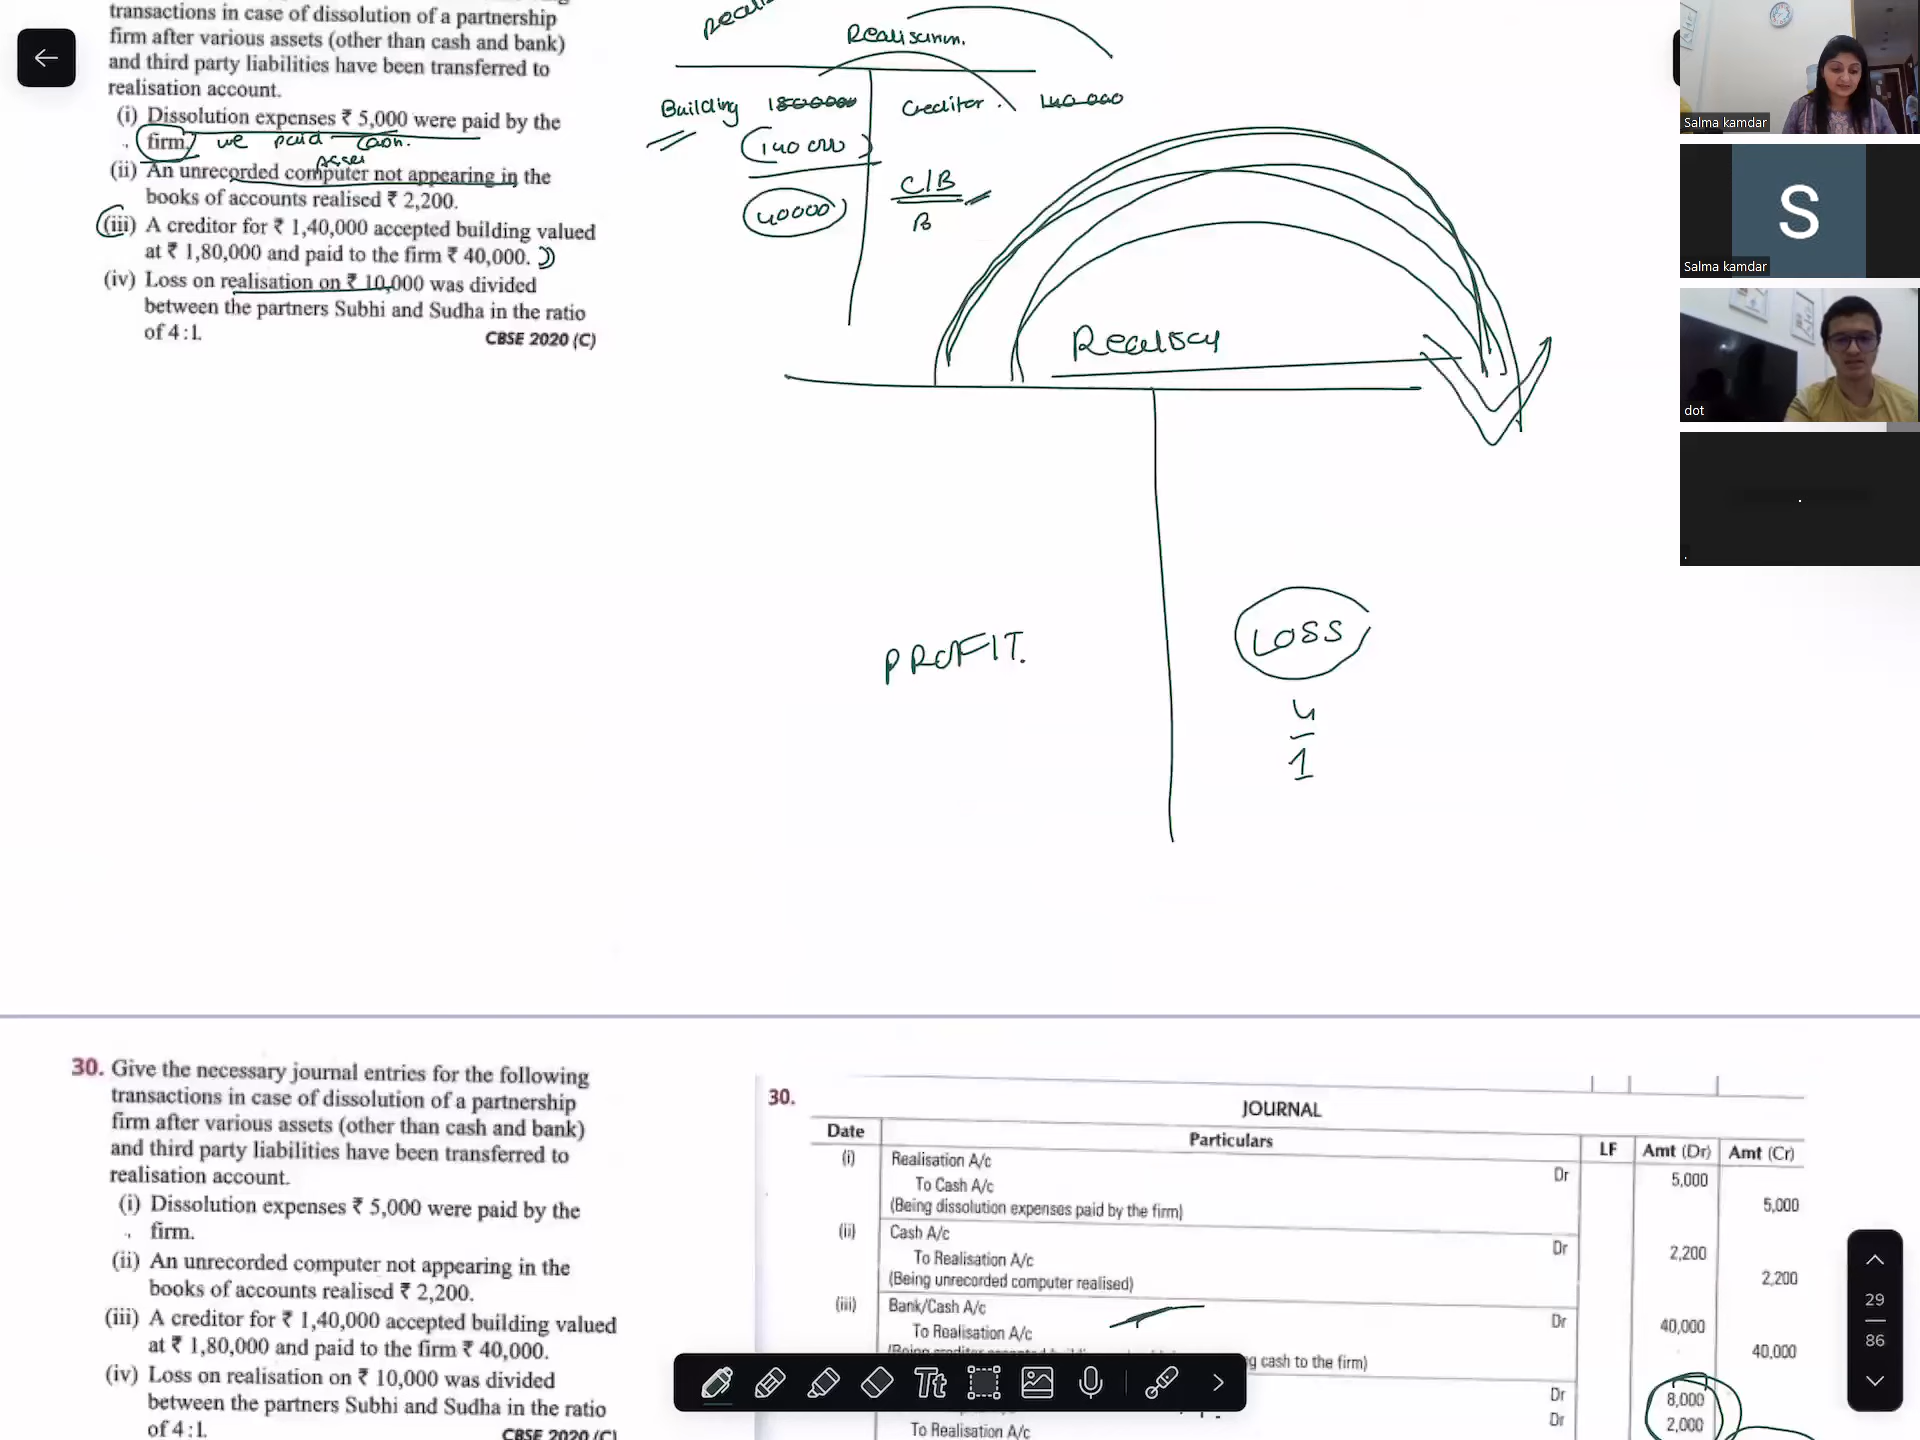 transactions in case of dissolution of a partnership
firm after various assets (other than cash and bank)
and third party liabilities have been transferred to
realisation account.
(i) Dissolution expenses ₹ 5,000 were paid by the
firm. we paid cash.
asset
(ii) An unrecorded computer not appearing in the
books of accounts realised ₹ 2,200.
(iii) A creditor for ₹ 1,40,000 accepted building valued
at ₹ 1,80,000 and paid to the firm ₹ 40,000.
(iv) Loss on realisation on ₹ 10,000 was divided
between the partners Subhi and Sudha in the ratio
of 4:1.
CBSE 2020 (C)
Building
Creditor . 140 000
140 000
40000
C/B
B
PROFIT.
LOSS
4
1
Salma kamdar
S
Salma kamdar
dot
.
.
30. Give the necessary journal entries for the following
transactions in case of dissolution of a partnership
firm after various assets (other than cash and bank)
and third party liabilities have been transferred to
realisation account.
(i) Dissolution expenses ₹ 5,000 were paid by the
firm.
(ii) An unrecorded computer not appearing in the
books of accounts realised ₹ 2,200.
(iii) A creditor for ₹ 1,40,000 accepted building valued
at ₹ 1,80,000 and paid to the firm ₹ 40,000.
(iv) Loss on realisation on ₹ 10,000 was divided
between the partners Subhi and Sudha in the ratio
of 4:1.
CBSE 2020 (C)
30.
JOURNAL
Date Particulars LF Amt (Dr) Amt (Cr)
(i) Realisation A/c Dr 5,000
To Cash A/c 5,000
(Being dissolution expenses paid by the firm)
(ii) Cash A/c Dr 2,200
To Realisation A/c 2,200
(Being unrecorded computer realised)
(iii) Bank/Cash A/c Dr 40,000
To Realisation A/c 40,000
cash to the firm)
Dr 8,000
Dr 2,000
To Realisation A/c
Tt
29
86